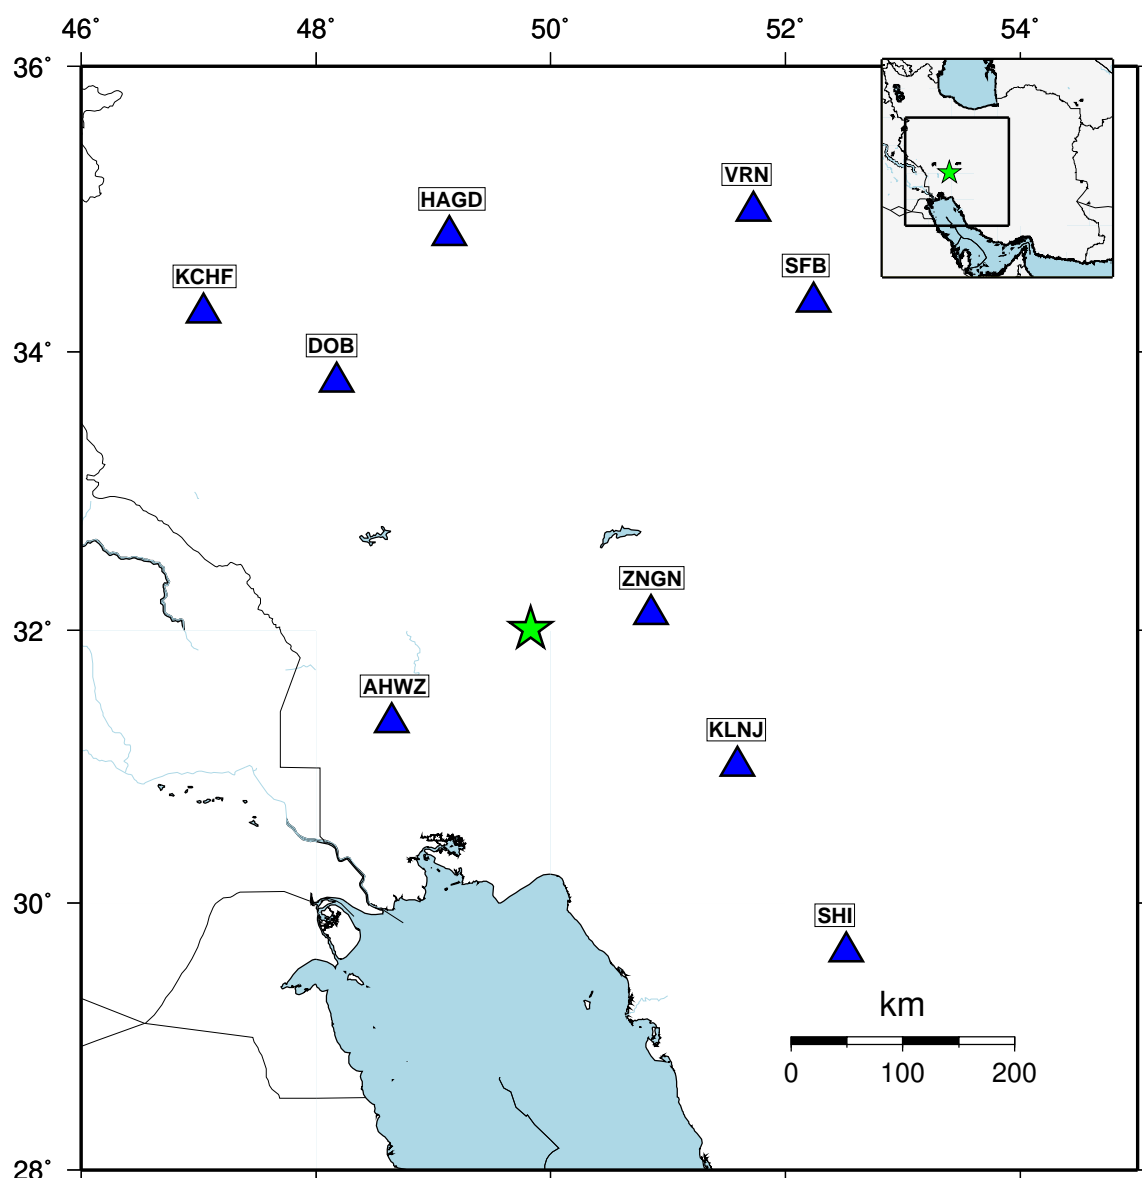 46° 48° 50° 52° 54°
36°
VRN
HAGD
SFB
KCHF
34°
DOB
ZNGN
32°
AHWZ
KLNJ
30°
SHI
km
0 100 200
28°